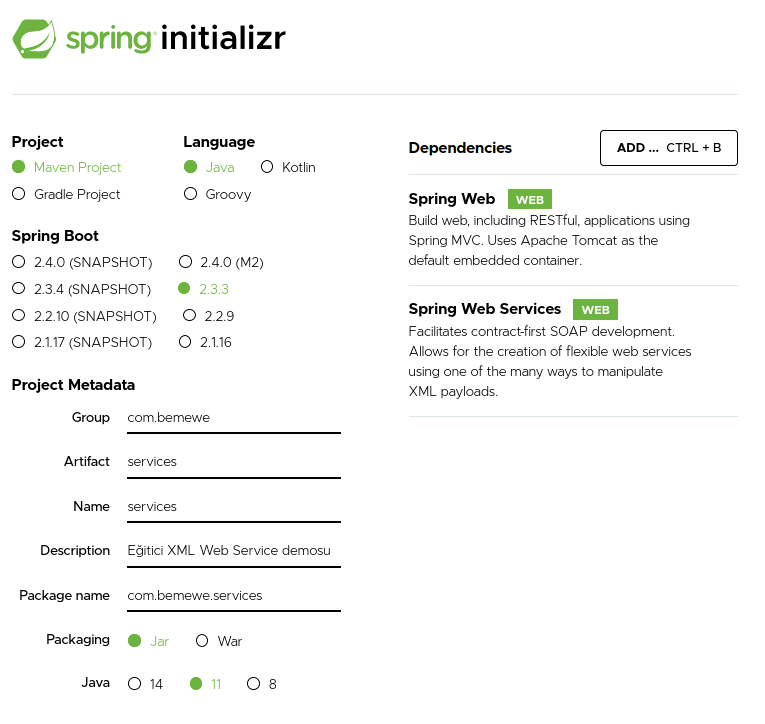 spring initializr
Project
Maven Project
Gradle Project
Language
Java Kotlin
Groovy
Spring Boot
2.4.0 (SNAPSHOT) 2.4.0 (M2)
2.3.4 (SNAPSHOT) 2.3.3
2.2.10 (SNAPSHOT) 2.2.9
2.1.17 (SNAPSHOT) 2.1.16
Project Metadata
Group com.bemewe
Artifact services
Name services
Description Eğitici XML Web Service demosu
Package name com.bemewe.services
Packaging Jar War
Java 14 11 8
Dependencies ADD ... CTRL + B
Spring Web WEB
Build web, including RESTful, applications using
Spring MVC. Uses Apache Tomcat as the
default embedded container.
Spring Web Services WEB
Facilitates contract-first SOAP development.
Allows for the creation of flexible web services
using one of the many ways to manipulate
XML payloads.